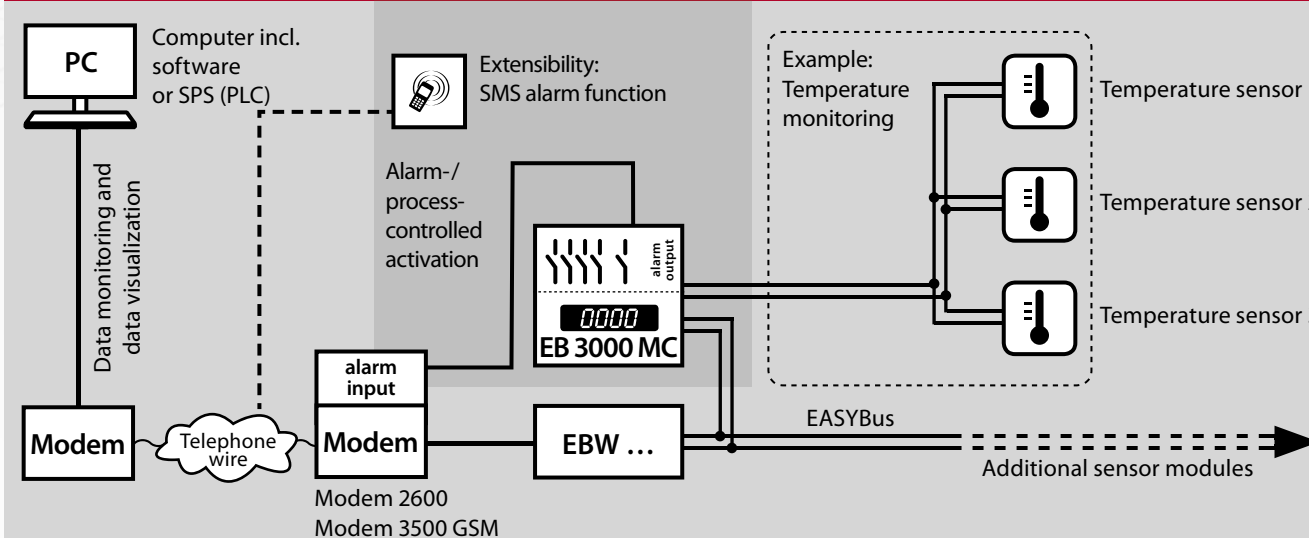 PC
Computer incl.
software
or SPS (PLC)
Data monitoring and
data visualization
Extensibility:
SMS alarm function
Alarm-/
process-
controlled
activation
alarm
output
0000
EB 3000 MC
Example:
Temperature
monitoring
Temperature sensor
Temperature sensor
Temperature sensor
alarm
input
Modem
Telephone
wire
Modem
EBW …
EASYBus
Additional sensor modules
Modem 2600
Modem 3500 GSM